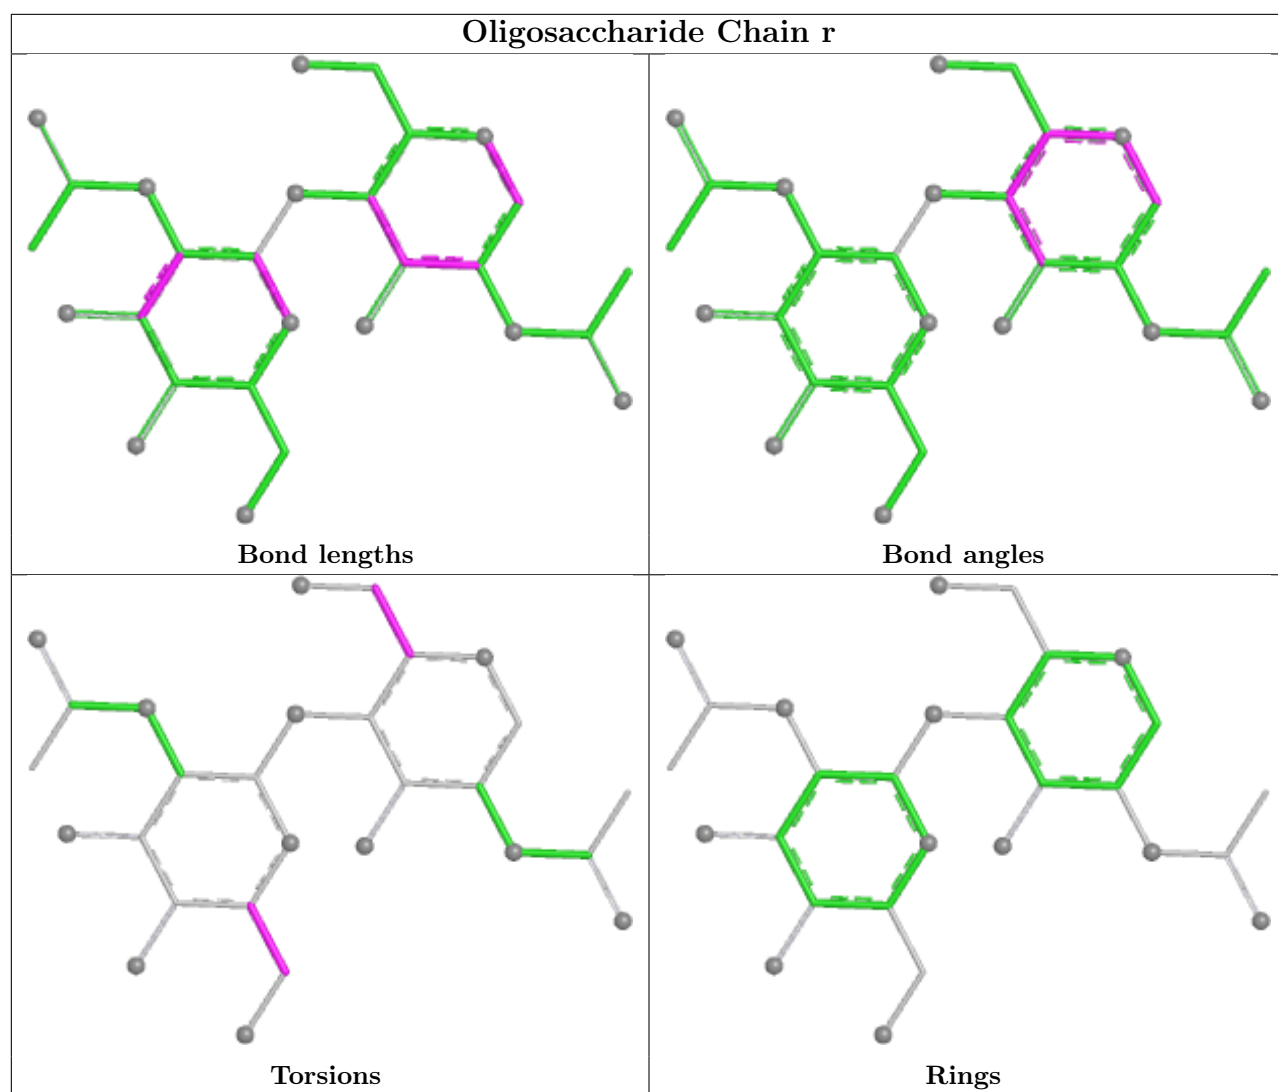 Oligosaccharide Chain r
Bond lengths
Bond angles
Torsions
Rings